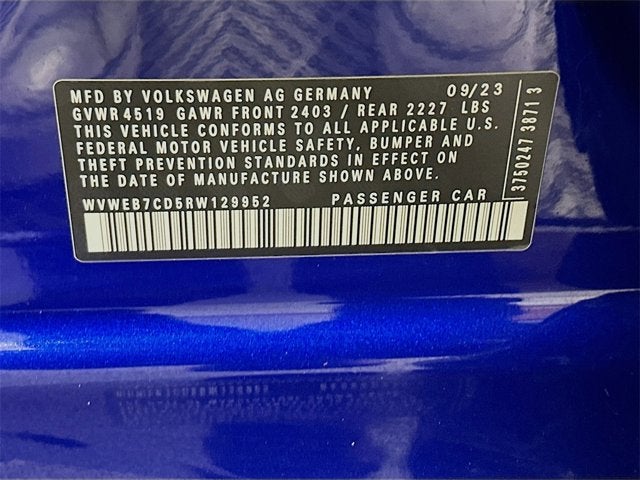 MFD BY VOLKSWAGEN AG GERMANY 09/23
GVWR 4519 GAWR FRONT 2403 / REAR 2227 LBS
THIS VEHICLE CONFORMS TO ALL APPLICABLE U.S.
FEDERAL MOTOR VEHICLE SAFETY, BUMPER AND
THEFT PREVENTION STANDARDS IN EFFECT ON
DATE OF MANUFACTURE SHOWN ABOVE.
WVWEB7CD5RW129952 PASSENGER CAR
3750247 3871 3